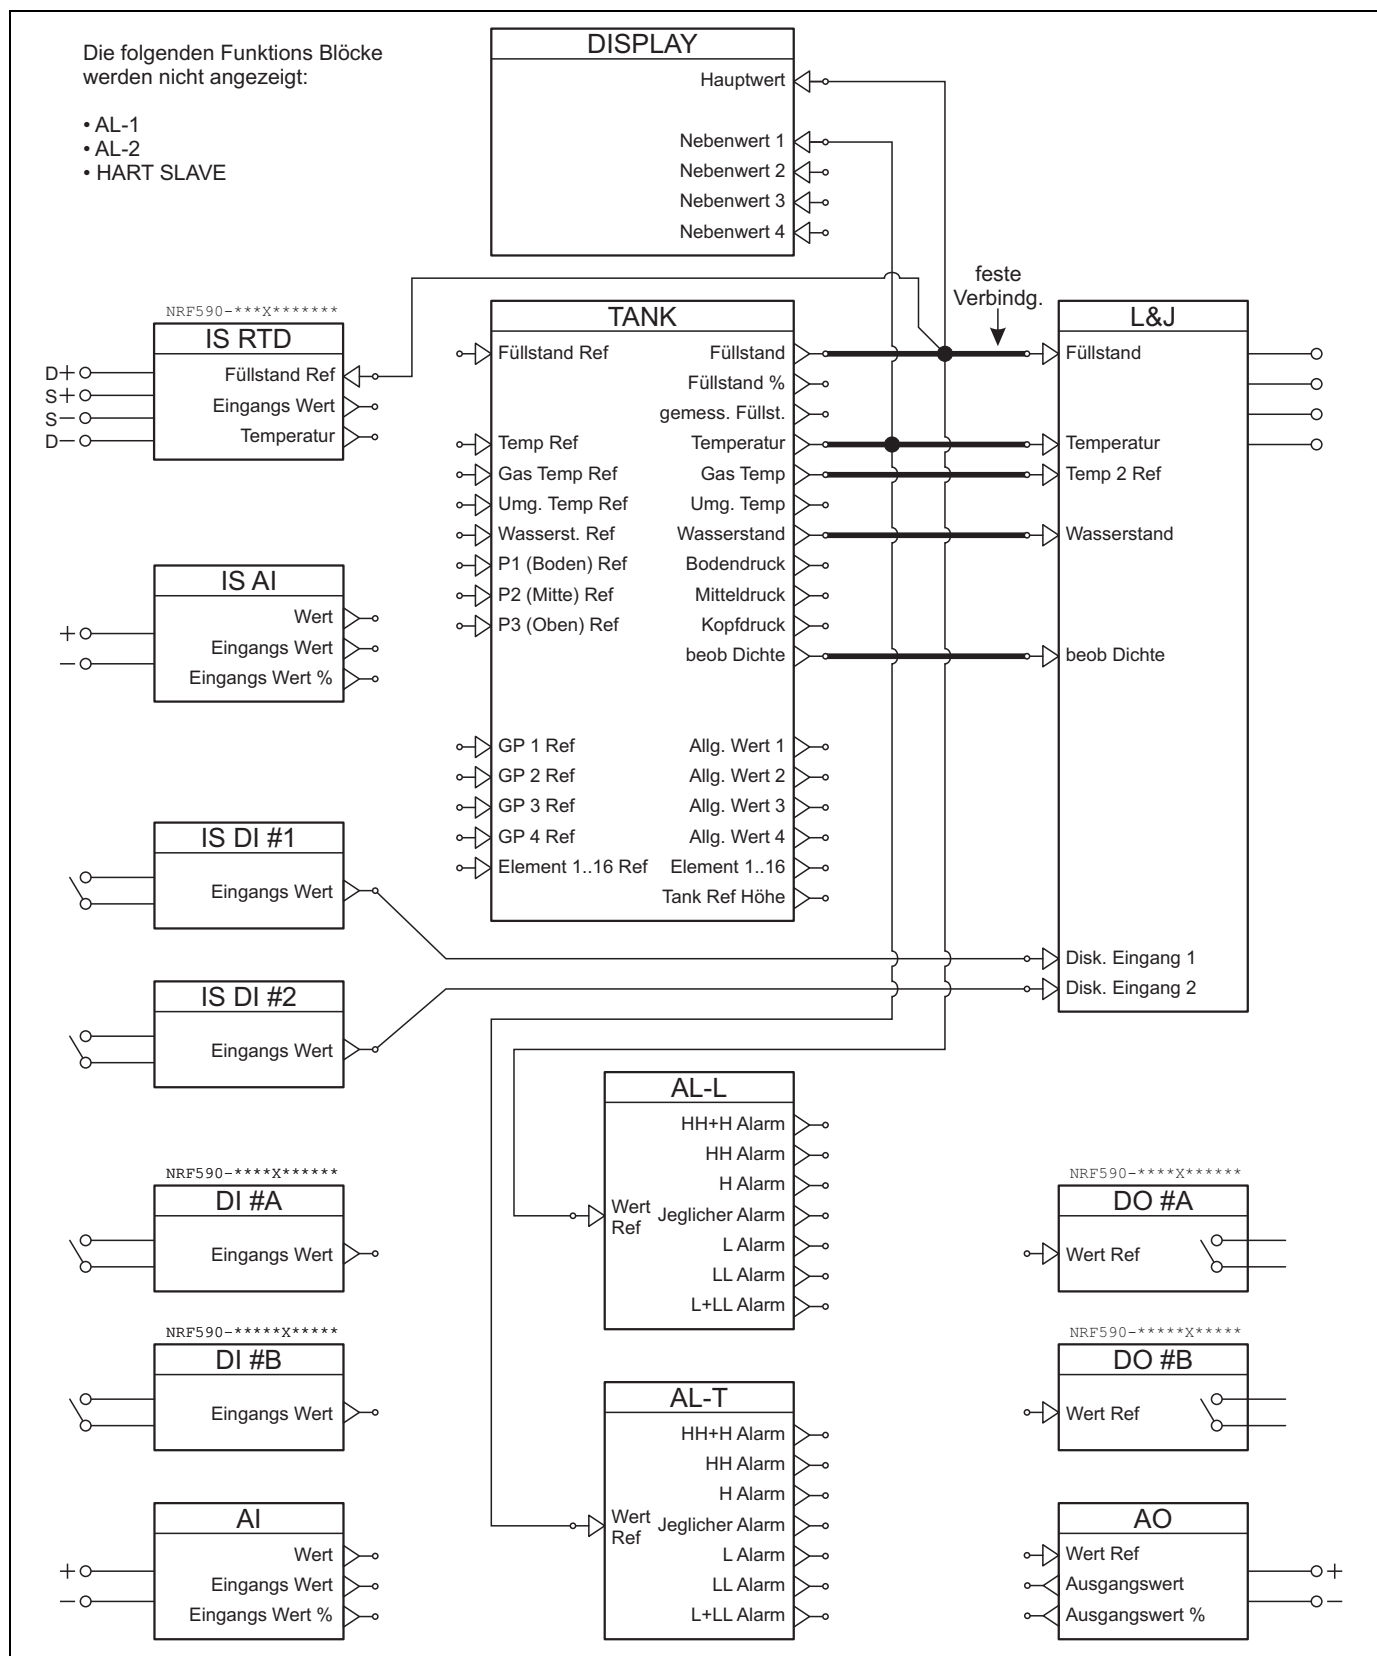 Die folgenden Funktions Blöcke
werden nicht angezeigt:
• AL-1
• AL-2
• HART SLAVE
DISPLAY
Hauptwert
Nebenwert 1
Nebenwert 2
Nebenwert 3
Nebenwert 4
feste
Verbindg.
NRF590-***X*******
IS RTD
Füllstand Ref
Eingangs Wert
Temperatur
D+
S+
S−
D−
TANK
Füllstand Ref
Füllstand
Füllstand %
gemess. Füllst.
Temp Ref
Temperatur
Gas Temp Ref
Gas Temp
Umg. Temp Ref
Umg. Temp
Wasserst. Ref
Wasserstand
P1 (Boden) Ref
Bodendruck
P2 (Mitte) Ref
Mitteldruck
P3 (Oben) Ref
Kopfdruck
beob Dichte
GP 1 Ref
Allg. Wert 1
GP 2 Ref
Allg. Wert 2
GP 3 Ref
Allg. Wert 3
GP 4 Ref
Allg. Wert 4
Element 1..16 Ref
Element 1..16
Tank Ref Höhe
L&J
Füllstand
Temperatur
Temp 2 Ref
Wasserstand
beob Dichte
Disk. Eingang 1
Disk. Eingang 2
IS AI
Wert
Eingangs Wert
Eingangs Wert %
+
−
IS DI #1
Eingangs Wert
IS DI #2
Eingangs Wert
AL-L
HH+H Alarm
HH Alarm
H Alarm
Wert
Ref
Jeglicher Alarm
L Alarm
LL Alarm
L+LL Alarm
NRF590-****X******
DI #A
Eingangs Wert
NRF590-****X******
DO #A
Wert Ref
NRF590-*****X*****
DI #B
Eingangs Wert
NRF590-*****X*****
DO #B
Wert Ref
AL-T
HH+H Alarm
HH Alarm
H Alarm
Wert
Ref
Jeglicher Alarm
L Alarm
LL Alarm
L+LL Alarm
AI
Wert
Eingangs Wert
Eingangs Wert %
+
−
AO
Wert Ref
Ausgangswert
Ausgangswert %
+
−